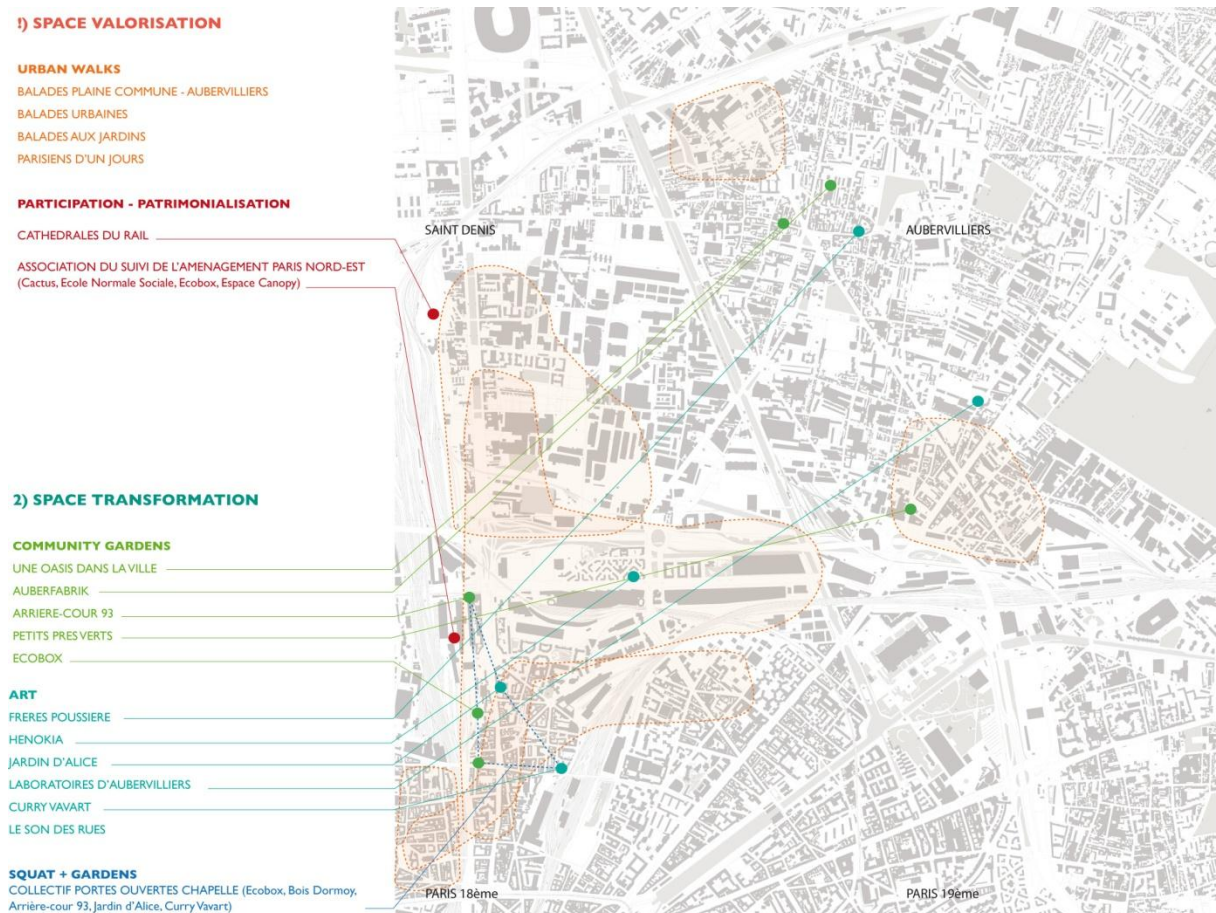 !) SPACE VALORISATION
URBAN WALKS
BALADES PLAINE COMMUNE - AUBERVILLIERS
BALADES URBAINES
BALADES AUX JARDINS
PARISIENS D'UN JOURS
PARTICIPATION - PATRIMONIALISATION
CATHEDRALES DU RAIL
ASSOCIATION DU SUIVI DE L'AMENAGEMENT PARIS NORD-EST
(Cactus, Ecole Normale Sociale, Ecobox, Espace Canopy)
2) SPACE TRANSFORMATION
COMMUNITY GARDENS
UNE OASIS DANS LA VILLE
AUBERFABRIK
ARRIERE-COUR 93
PETITS PRES VERTS
ECOBOX
ART
FRERES POUSSIERE
HENOKIA
JARDIN D'ALICE
LABORATOIRES D'AUBERVILLIERS
CURRY VAVART
LE SON DES RUES
SQUAT + GARDENS
COLLECTIF PORTES OUVERTES CHAPELLE (Ecobox, Bois Dormoy,
Arrière-cour 93, Jardin d'Alice, Curry Vavart)
SAINT DENIS
AUBERVILLIERS
PARIS 18ème
PARIS 19ème